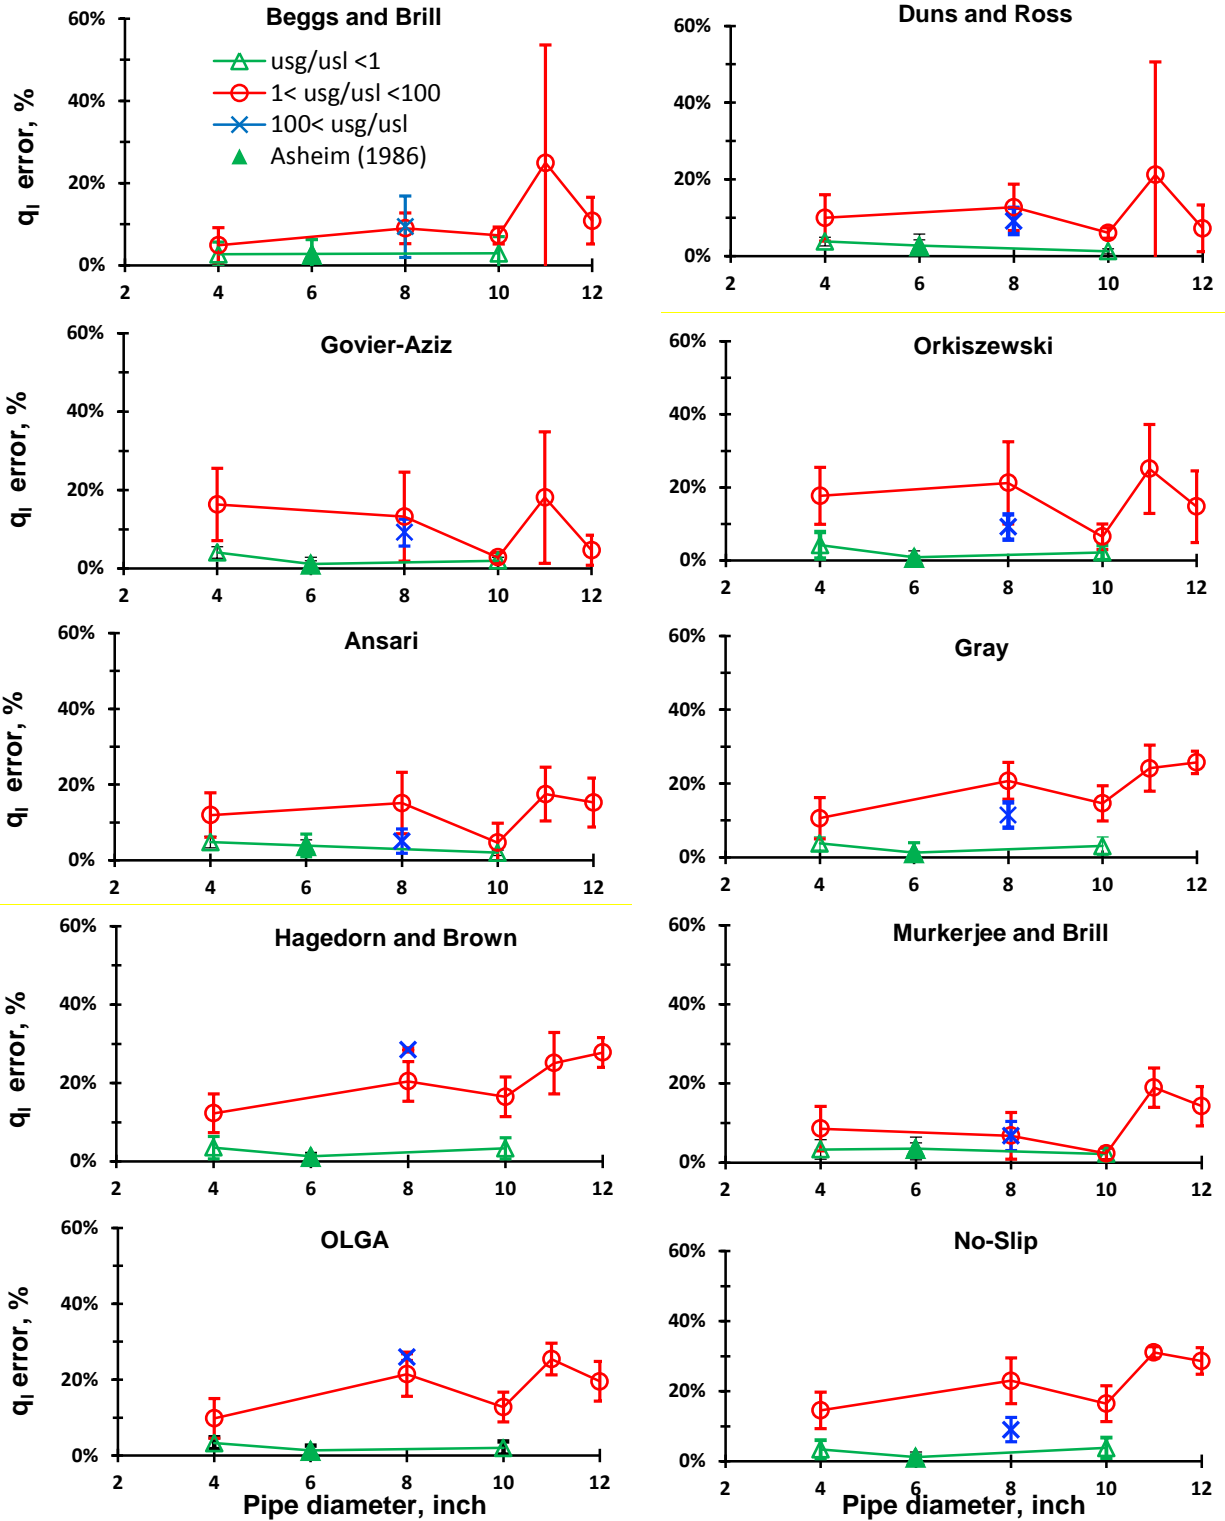 Beggs and Brill
60%
40%
20%
0%
2 4 6 8 10 12
usg/usl <1
1< usg/usl <100
100< usg/usl
Asheim (1986)
ql error, %
Duns and Ross
60%
40%
20%
0%
2 4 6 8 10 12
Govier-Aziz
60%
40%
20%
0%
2 4 6 8 10 12
ql error, %
Orkiszewski
60%
40%
20%
0%
2 4 6 8 10 12
Ansari
60%
40%
20%
0%
2 4 6 8 10 12
ql error, %
Gray
60%
40%
20%
0%
2 4 6 8 10 12
Hagedorn and Brown
60%
40%
20%
0%
2 4 6 8 10 12
ql error, %
Murkerjee and Brill
60%
40%
20%
0%
2 4 6 8 10 12
OLGA
60%
40%
20%
0%
2 4 6 8 10 12
ql error, %
Pipe diameter, inch
No-Slip
60%
40%
20%
0%
2 4 6 8 10 12
Pipe diameter, inch